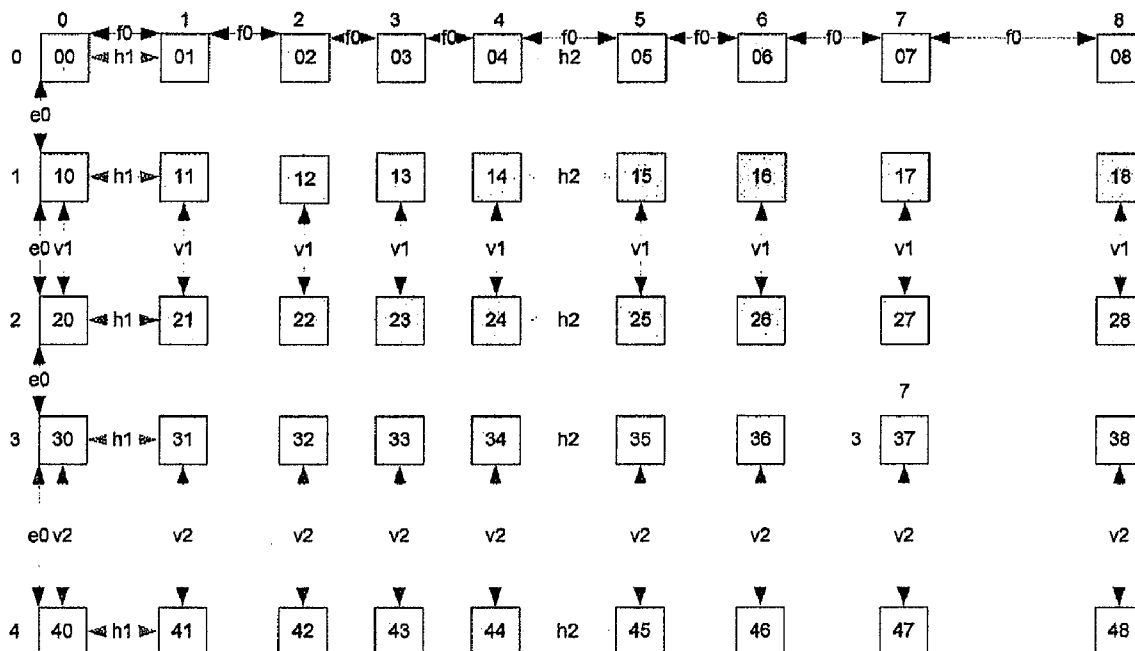 0 1 2 3 4 5 6 7 8
f0 f0 f0 f0 f0 f0 f0 f0
0 00 h1 01 02 03 04 h2 05 06 07 08
e0
1 10 h1 11 12 13 14 h2 15 16 17 18
e0 v1 v1 v1 v1 v1 v1 v1 v1 v1
2 20 h1 21 22 23 24 h2 25 26 27 28
e0
7
3 30 h1 31 32 33 34 h2 35 36 3 37 38
e0 v2 v2 v2 v2 v2 v2 v2 v2 v2
4 40 h1 41 42 43 44 h2 45 46 47 48